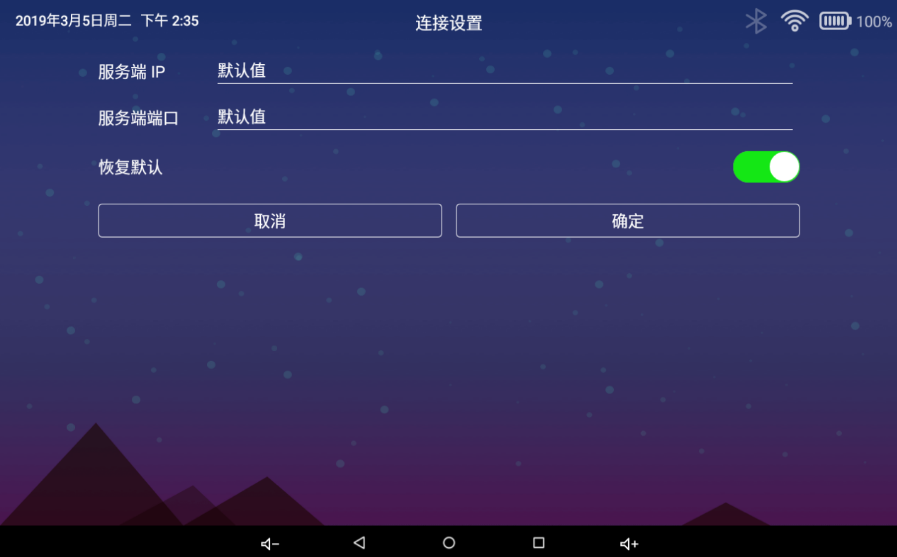 2019年3月5日周二 下午 2:35
连接设置
100%
服务端 IP 默认值
服务端端口 默认值
恢复默认
取消 确定